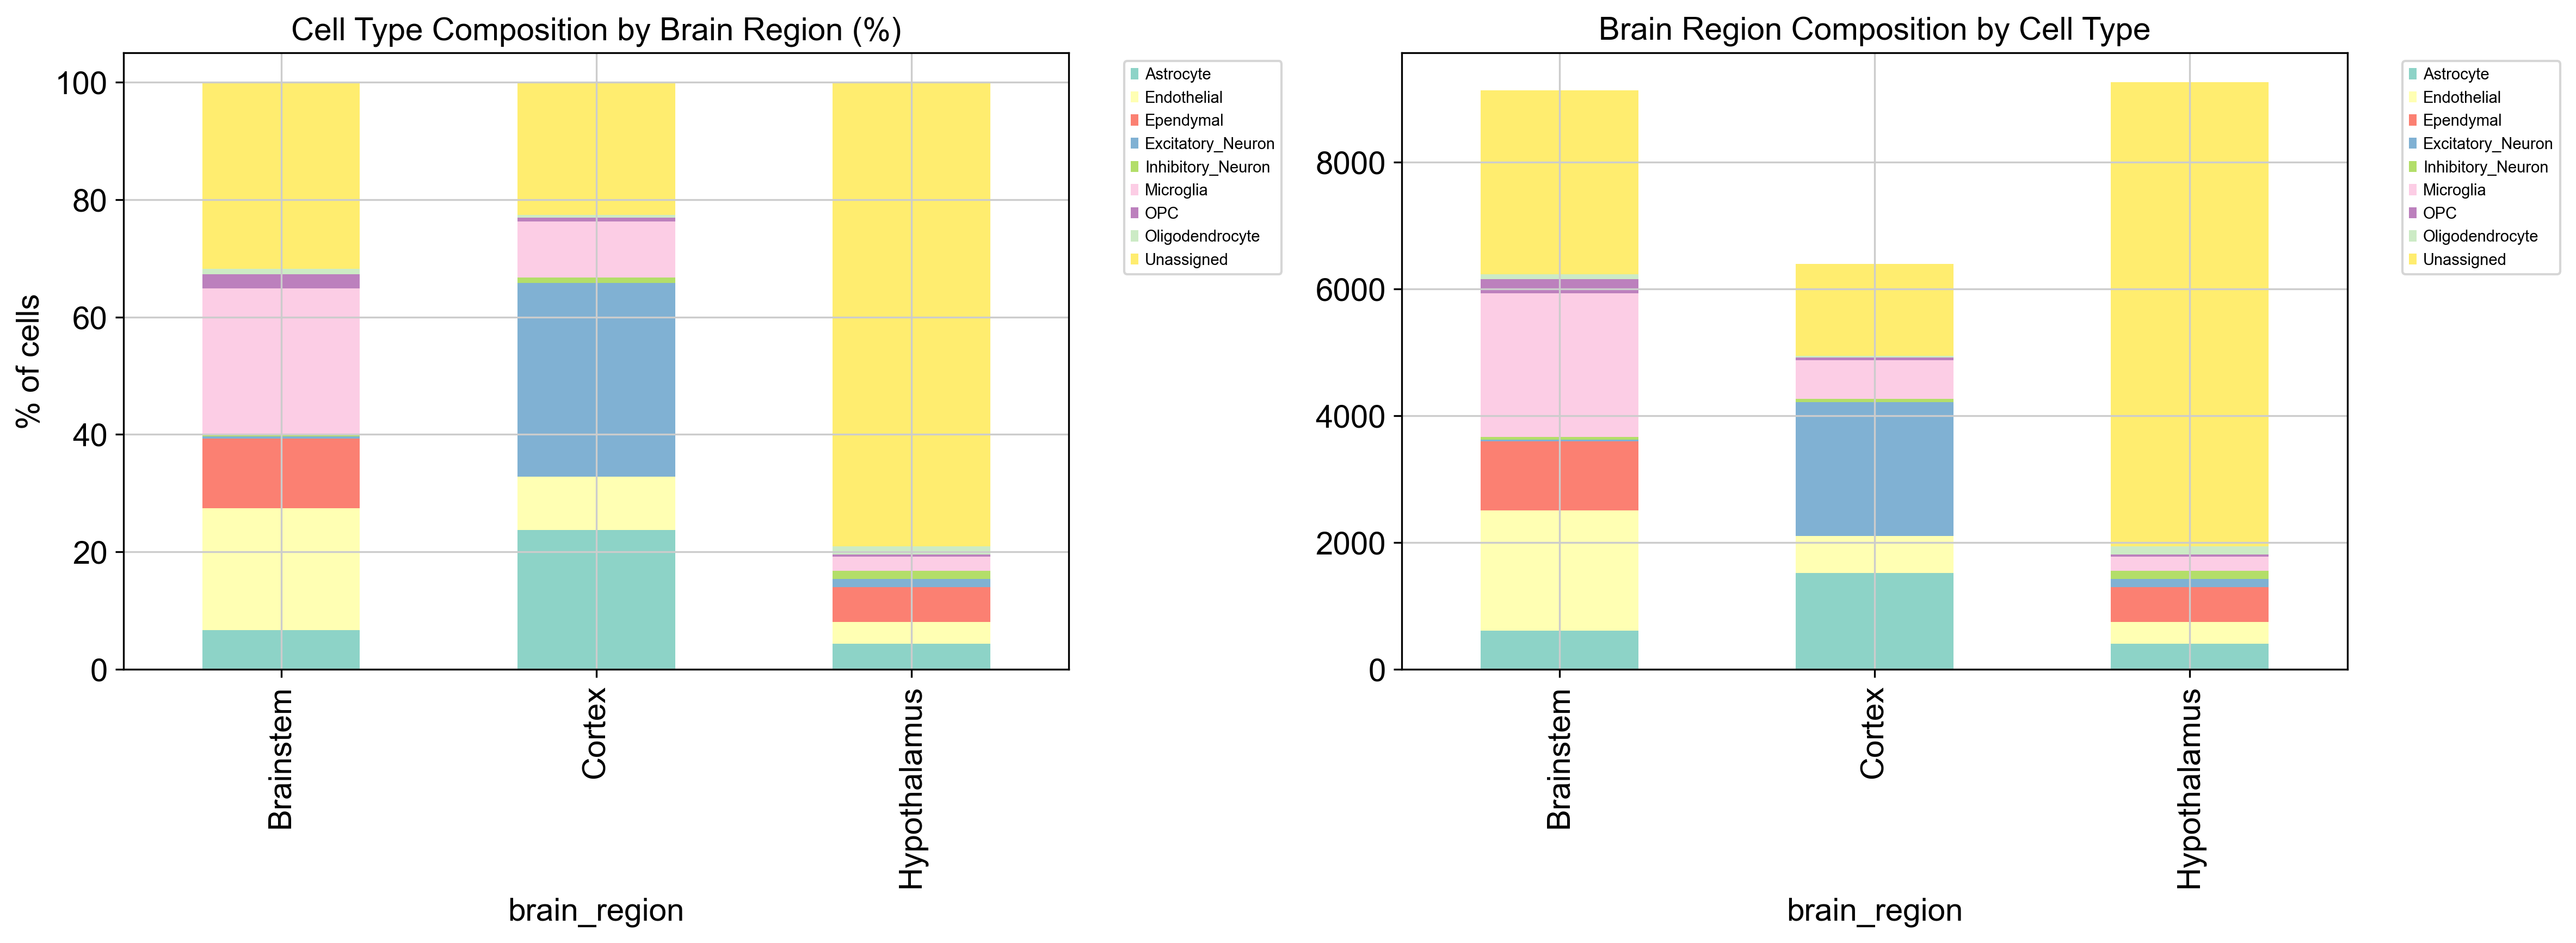 Cell Type Composition by Brain Region (%)
% of cells
100
80
60
40
20
0
Brainstem
Cortex
Hypothalamus
brain_region
Astrocyte
Endothelial
Ependymal
Excitatory_Neuron
Inhibitory_Neuron
Microglia
OPC
Oligodendrocyte
Unassigned
Brain Region Composition by Cell Type
8000
6000
4000
2000
0
Brainstem
Cortex
Hypothalamus
brain_region
Astrocyte
Endothelial
Ependymal
Excitatory_Neuron
Inhibitory_Neuron
Microglia
OPC
Oligodendrocyte
Unassigned